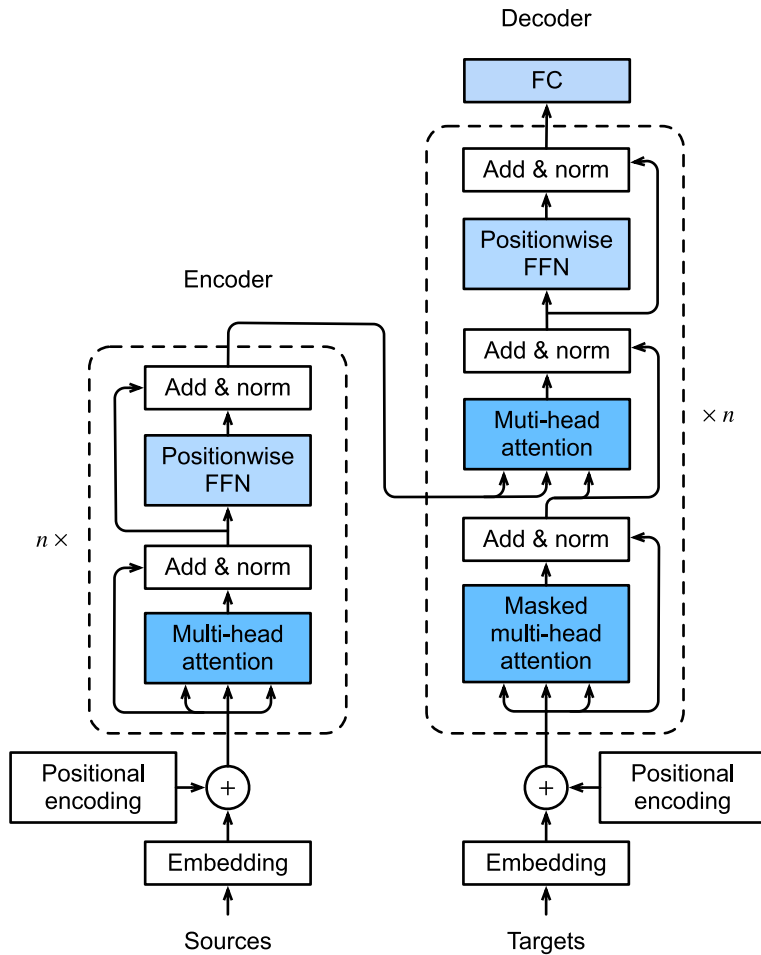 Decoder
FC
Add & norm
Positionwise
FFN
Add & norm
Muti-head
attention
× n
Add & norm
Masked
multi-head
attention
Positional
encoding
+
Embedding
Targets
Encoder
Add & norm
Positionwise
FFN
n ×
Add & norm
Multi-head
attention
Positional
encoding
+
Embedding
Sources